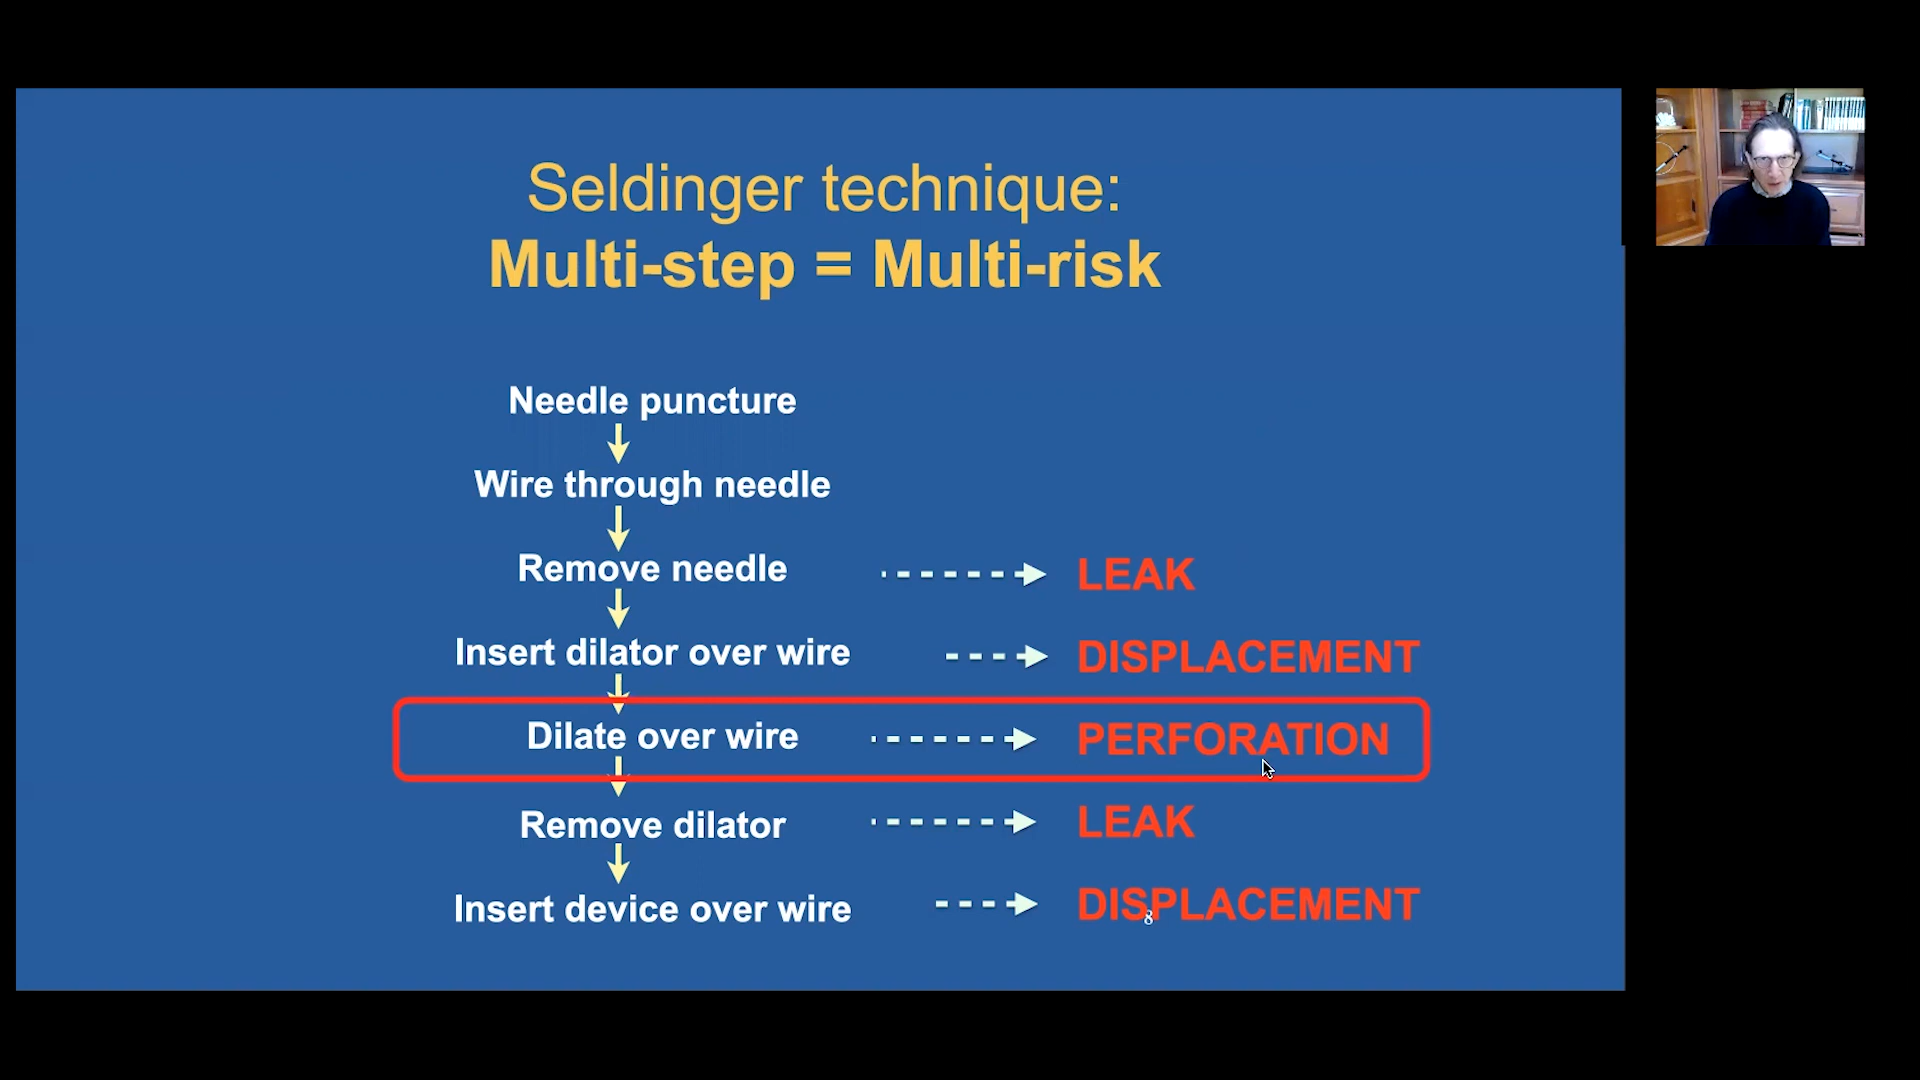 Seldinger technique:
Multi-step = Multi-risk
Needle puncture
Wire through needle
Remove needle
LEAK
Insert dilator over wire
DISPLACEMENT
Dilate over wire
PERFORATION
Remove dilator
LEAK
Insert device over wire
DISPLACEMENT
8